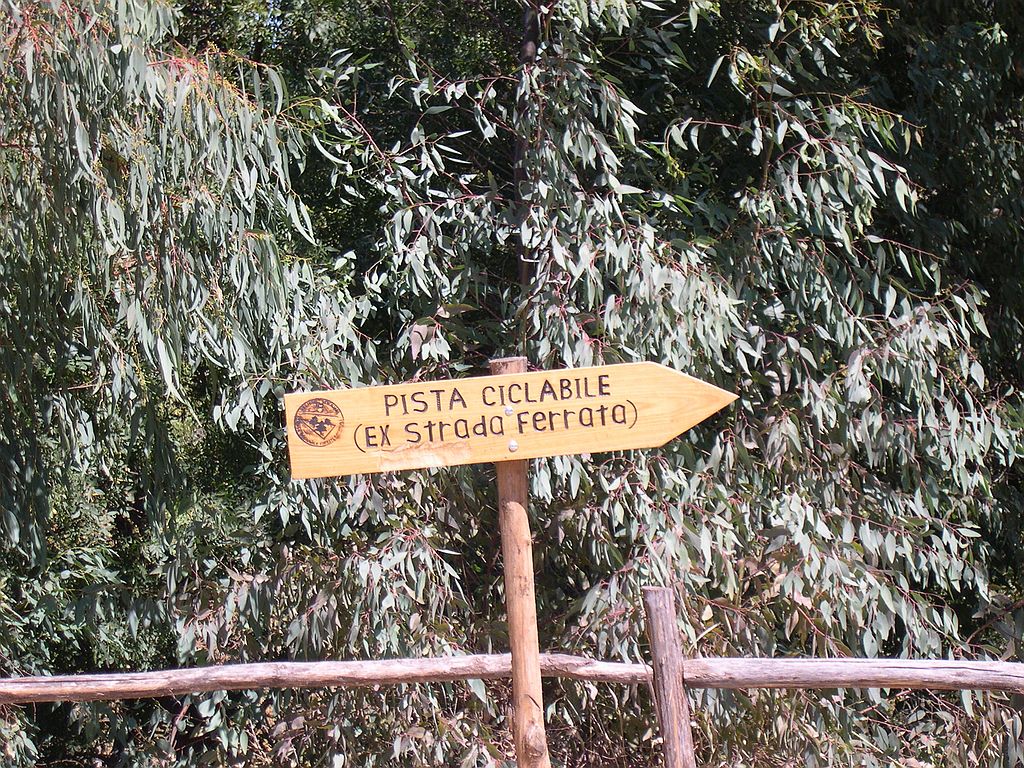 PISTA CICLABILE
(EX Strada Ferrata)